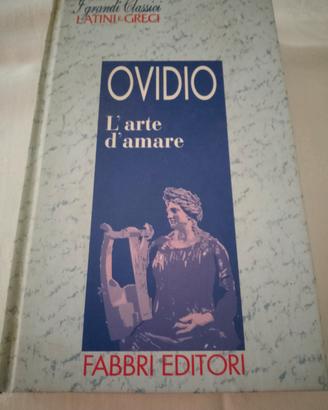 I grandi Classici
LATINI e GRECI
OVIDIO
L'arte
d'amare
FABBRI EDITORI